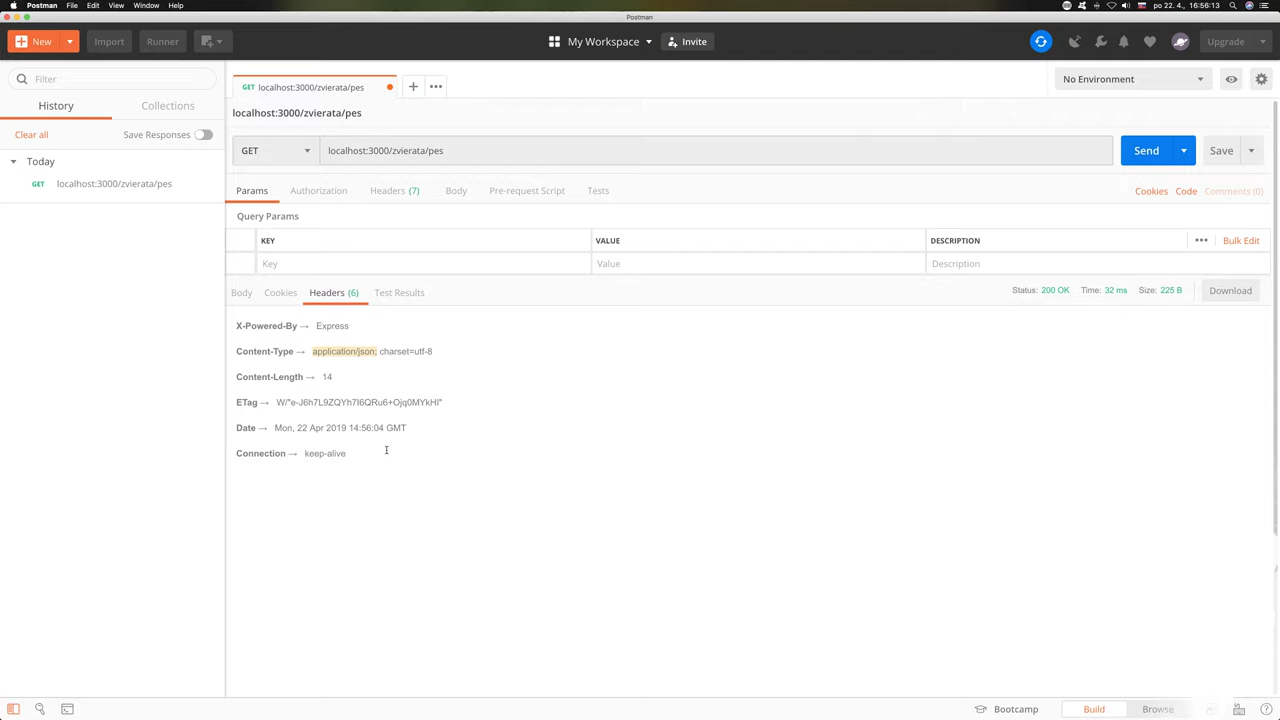 Postman File Edit View Window Help po 22. 4., 16:56:13
Postman
New Import Runner My Workspace Invite Upgrade
Filter
History Collections
Clear all Save Responses
Today
GET localhost:3000/zvierata/pes
GET localhost:3000/zvierata/pes No Environment
localhost:3000/zvierata/pes
GET localhost:3000/zvierata/pes Send Save
Params Authorization Headers (7) Body Pre-request Script Tests Cookies Code Comments (0)
Query Params
KEY VALUE DESCRIPTION Bulk Edit
Key Value Description
Body Cookies Headers (6) Test Results Status: 200 OK Time: 32 ms Size: 225 B Download
X-Powered-By → Express
Content-Type → application/json; charset=utf-8
Content-Length → 14
ETag → W/"e-J6h7L9ZQYh7I6QRu6+Ojq0MYkHI"
Date → Mon, 22 Apr 2019 14:56:04 GMT
Connection → keep-alive
Bootcamp Build Browse